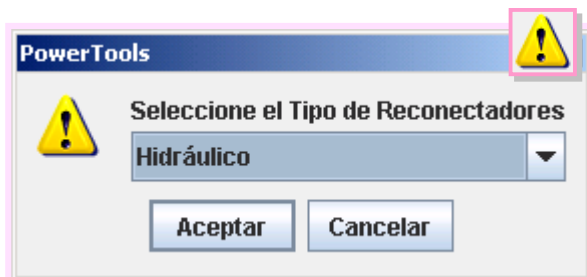 PowerTools
Seleccione el Tipo de Reconectadores
Hidráulico
Aceptar Cancelar